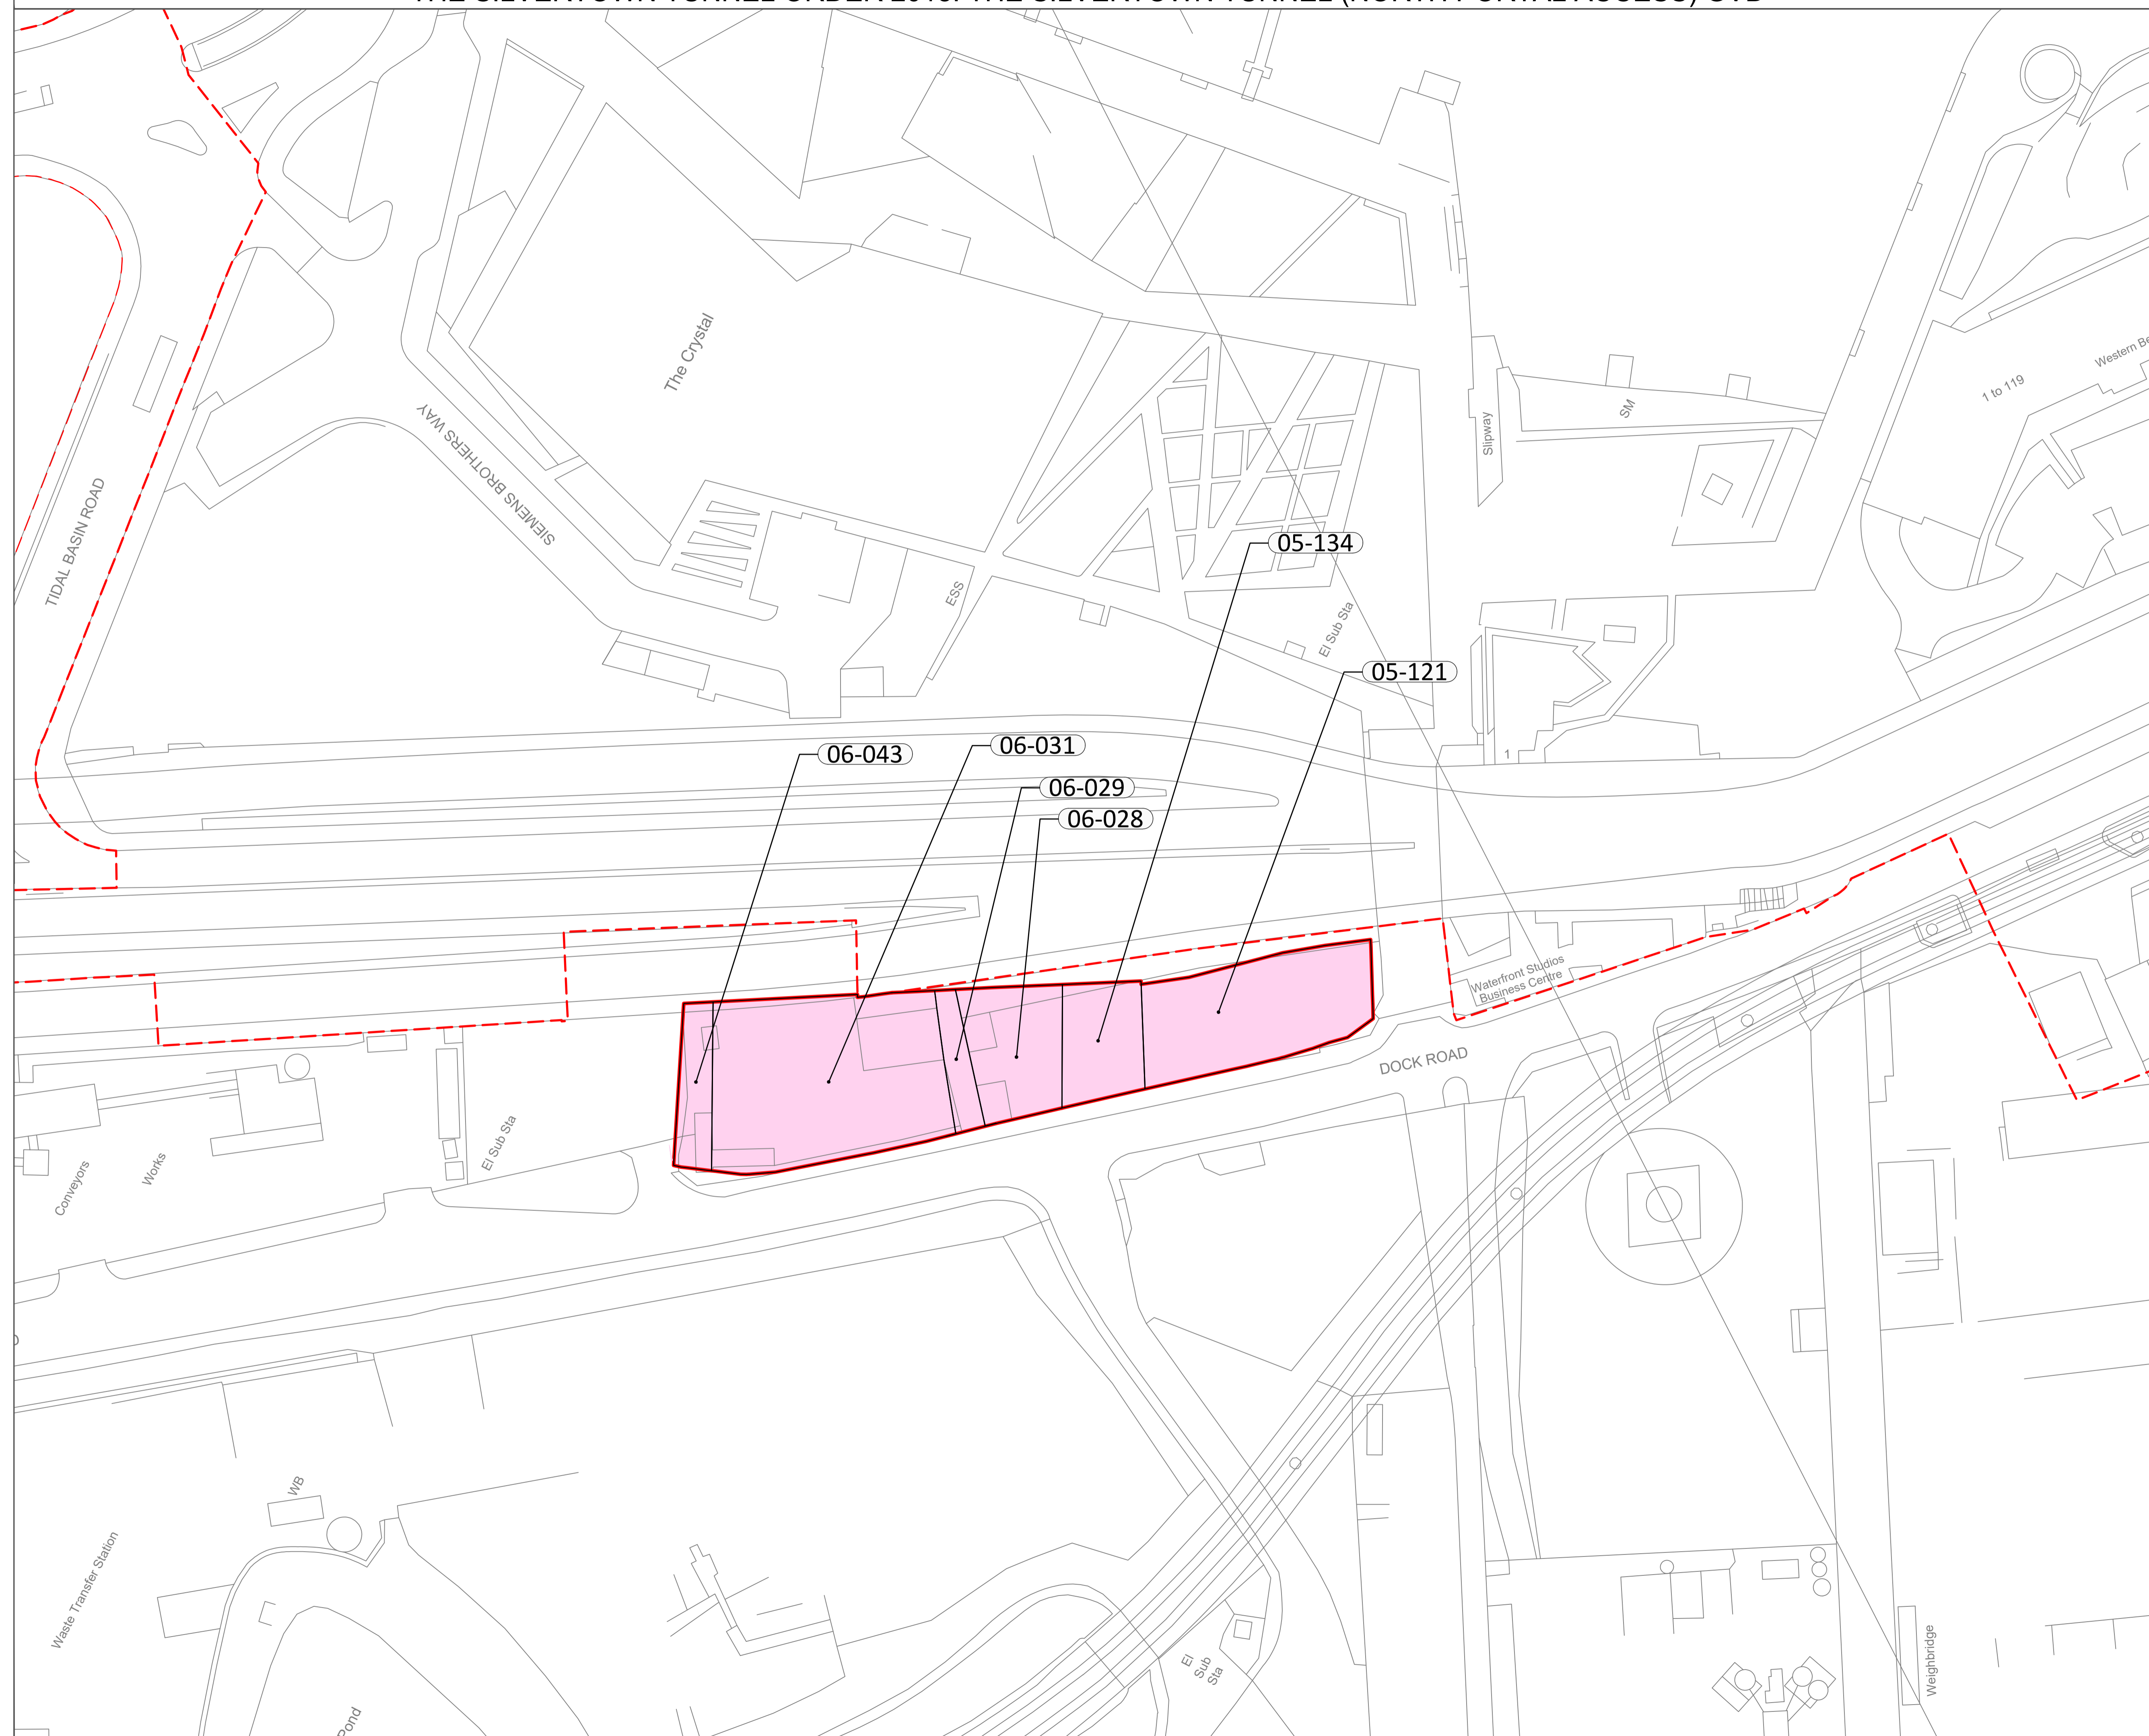 The Crystal
SIEMENS BROTHERS WAY
TIDAL BASIN ROAD
Slipway
SM
1 to 119
Western
ESS
El Sub Sta
05-134
05-121
1
06-043
06-031
06-029
06-028
Waterfront Studios
Business Centre
DOCK ROAD
El Sub Sta
Works
Conveyors
WB
Waste Transfer Station
Pond
El
Sub
Sta
Weighbridge